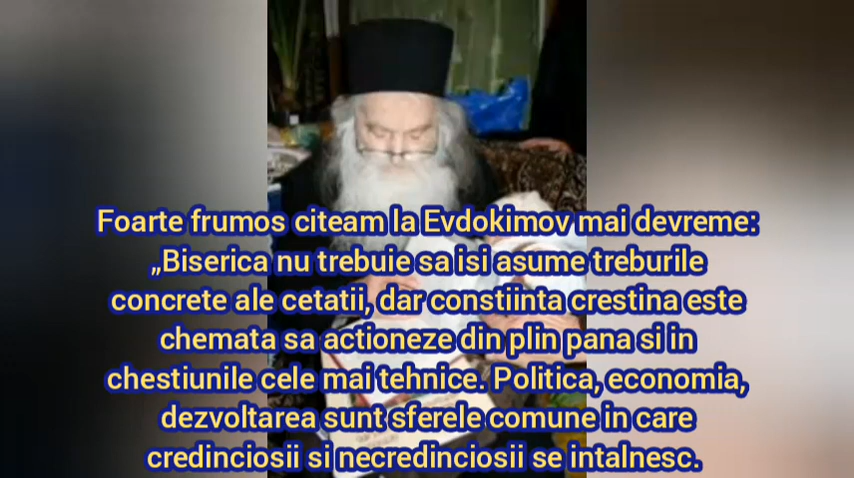 Foarte frumos citeam la Evdokimov mai devreme:
„Biserica nu trebuie sa isi asume treburile
concrete ale cetatii, dar constiinta crestina este
chemata sa actioneze din plin pana si in
chestiunile cele mai tehnice. Politica, economia,
dezvoltarea sunt sferele comune in care
credinciosii si necredinciosii se intalnesc.